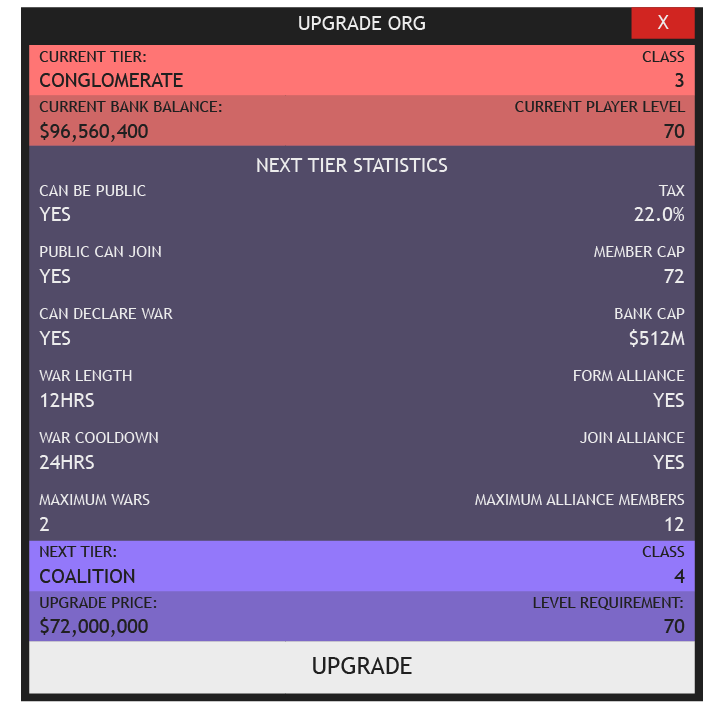 UPGRADE ORG X
CURRENT TIER: CLASS
CONGLOMERATE 3
CURRENT BANK BALANCE: CURRENT PLAYER LEVEL
$96,560,400 70
NEXT TIER STATISTICS
CAN BE PUBLIC TAX
YES 22.0%
PUBLIC CAN JOIN MEMBER CAP
YES 72
CAN DECLARE WAR BANK CAP
YES $512M
WAR LENGTH FORM ALLIANCE
12HRS YES
WAR COOLDOWN JOIN ALLIANCE
24HRS YES
MAXIMUM WARS MAXIMUM ALLIANCE MEMBERS
2 12
NEXT TIER: CLASS
COALITION 4
UPGRADE PRICE: LEVEL REQUIREMENT:
$72,000,000 70
UPGRADE